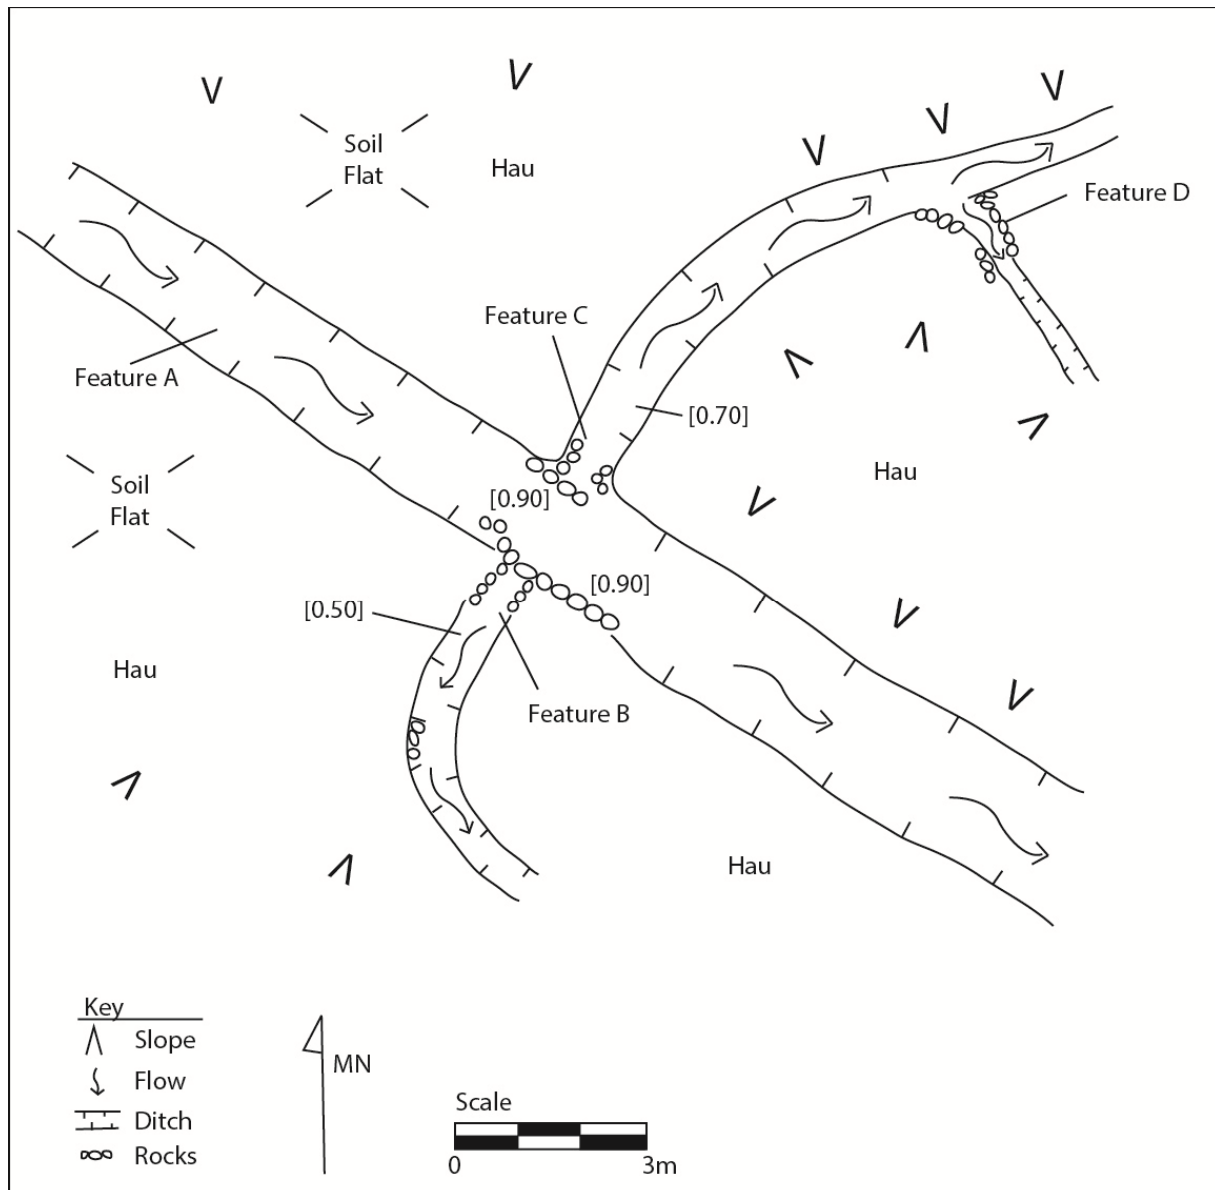 Soil
Flat
Hau
Feature D
Feature C
Feature A
[0.70]
Hau
Soil
Flat
[0.90]
[0.90]
[0.50]
Hau
Feature B
Hau
Key
Slope
Flow
Ditch
Rocks
MN
Scale
0 3m